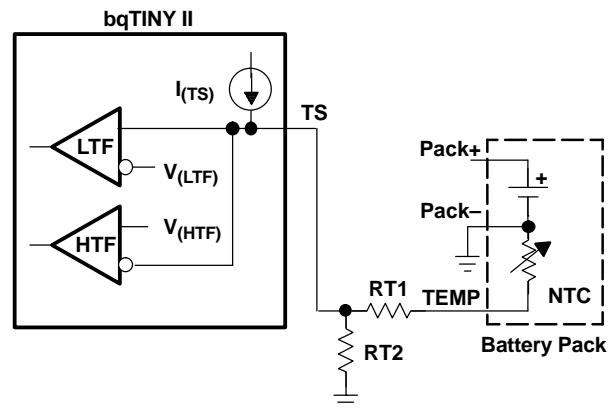 bqTINY II
I(TS)
TS
LTF
V(LTF)
HTF
V(HTF)
Pack+
+
Pack−
NTC
RT1
TEMP
RT2
Battery Pack